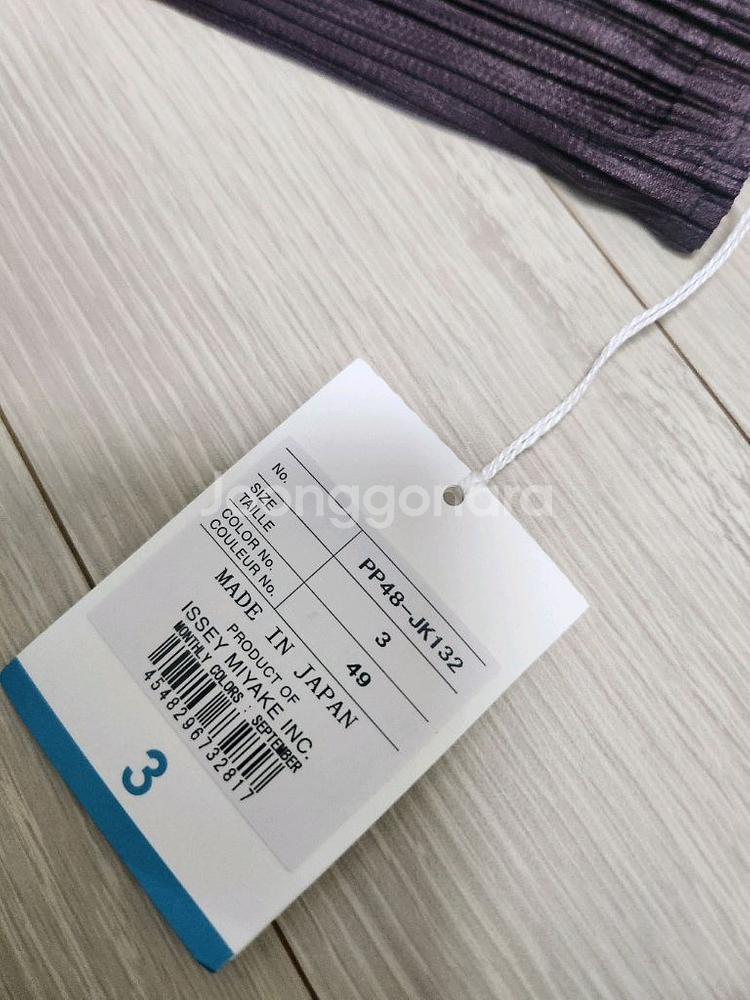 No.
PP48-JK132
SIZE
TAILLE
3
COLOR No.
COULEUR No.
49
MADE IN JAPAN
PRODUCT OF
ISSEY MIYAKE INC.
MONTHLY COLORS : SEPTEMBER
4548296732817
3
Joonggonara